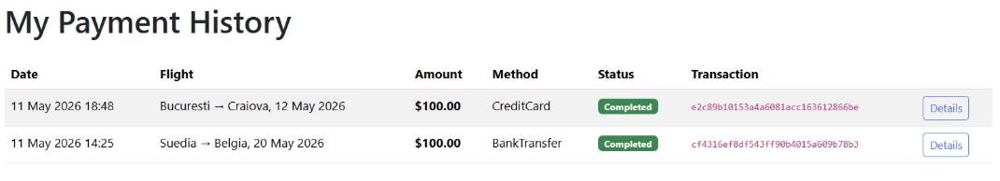 My Payment History
Date Flight Amount Method Status Transaction
11 May 2026 18:48 Bucuresti → Craiova, 12 May 2026 $100.00 CreditCard Completed e2c89b10153a4a6081acc163612866be Details
11 May 2026 14:25 Suedia → Belgia, 20 May 2026 $100.00 BankTransfer Completed cf4316ef8df543ff90b4015a609b78b3 Details